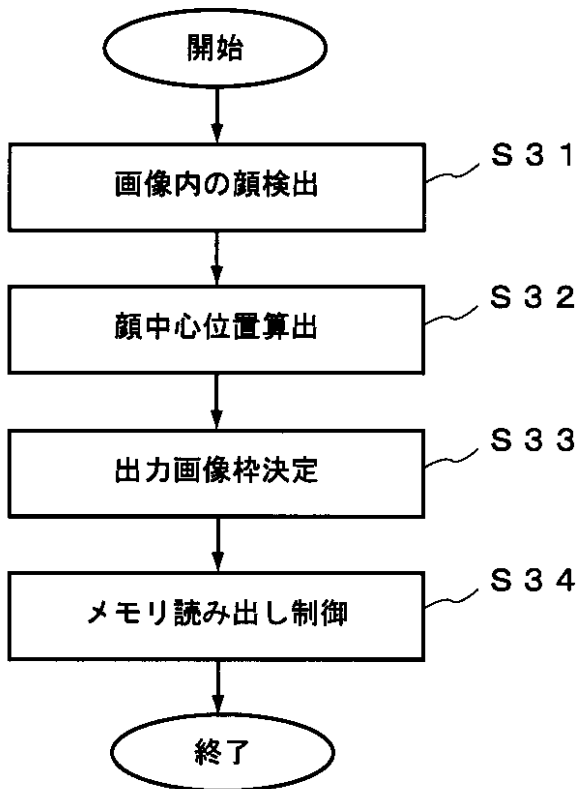 開始
画像内の顔検出
S31
顔中心位置算出
S32
出力画像枠決定
S33
メモリ読み出し制御
S34
終了